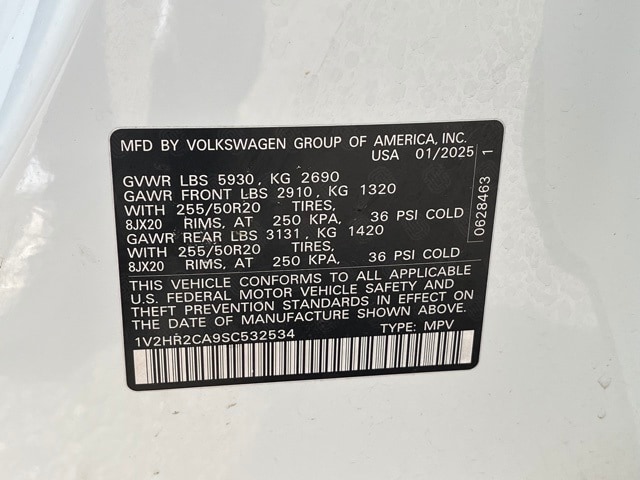 MFD BY VOLKSWAGEN GROUP OF AMERICA, INC.
USA 01/2025
GVWR LBS 5930, KG 2690
GAWR FRONT LBS 2910, KG 1320
WITH 255/50R20 TIRES,
8JX20 RIMS, AT 250 KPA, 36 PSI COLD
GAWR REAR LBS 3131, KG 1420
WITH 255/50R20 TIRES,
8JX20 RIMS, AT 250 KPA, 36 PSI COLD
THIS VEHICLE CONFORMS TO ALL APPLICABLE
U.S. FEDERAL MOTOR VEHICLE SAFETY AND
THEFT PREVENTION STANDARDS IN EFFECT ON
THE DATE OF MANUFACTURE SHOWN ABOVE.
1V2HR2CA9SC532534 TYPE: MPV
0628463 1